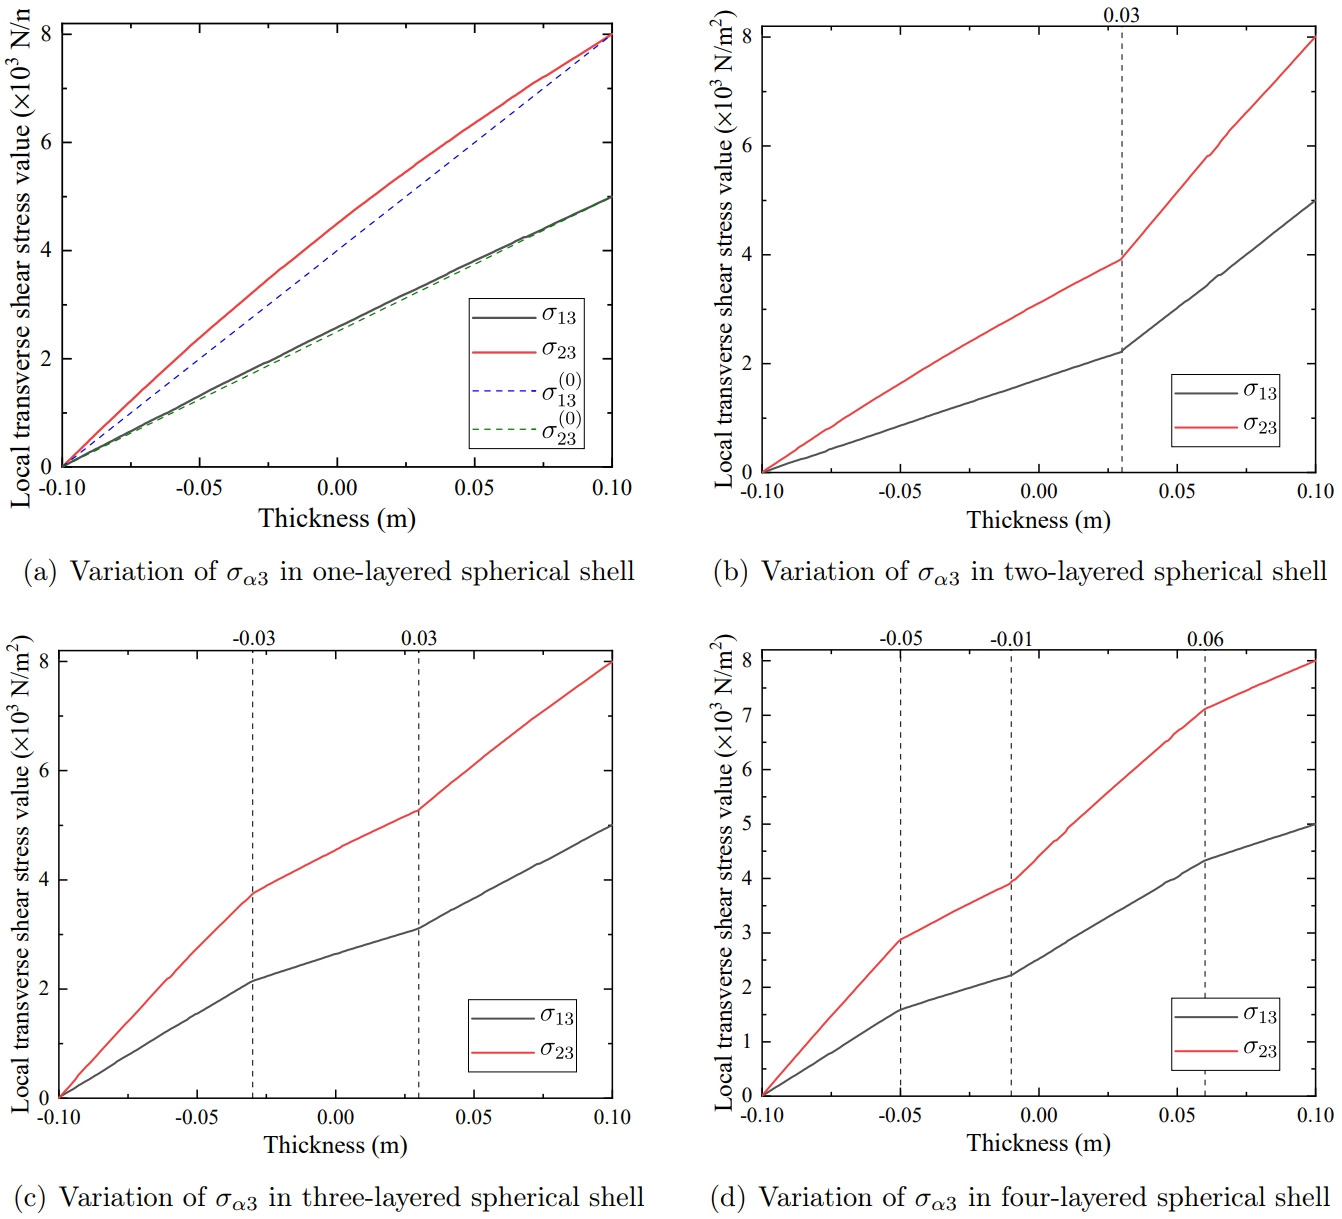 Local transverse shear stress value (×10³ N/n
8
6
4
2
0
-0.10
-0.05
0.00
0.05
0.10
Thickness (m)
σ₁₃
σ₂₃
σ₁₃⁽⁰⁾
σ₂₃⁽⁰⁾
(a) Variation of σα3 in one-layered spherical shell
0.03
Local transverse shear stress value (×10³ N/m²)
8
6
4
2
0
-0.10
-0.05
0.00
0.05
0.10
Thickness (m)
σ₁₃
σ₂₃
(b) Variation of σα3 in two-layered spherical shell
-0.03
0.03
Local transverse shear stress value (×10³ N/m²)
8
6
4
2
0
-0.10
-0.05
0.00
0.05
0.10
Thickness (m)
σ₁₃
σ₂₃
(c) Variation of σα3 in three-layered spherical shell
-0.05
-0.01
0.06
Local transverse shear stress value (×10³ N/m²)
8
7
6
5
4
3
2
1
0
-0.10
-0.05
0.00
0.05
0.10
Thickness (m)
σ₁₃
σ₂₃
(d) Variation of σα3 in four-layered spherical shell